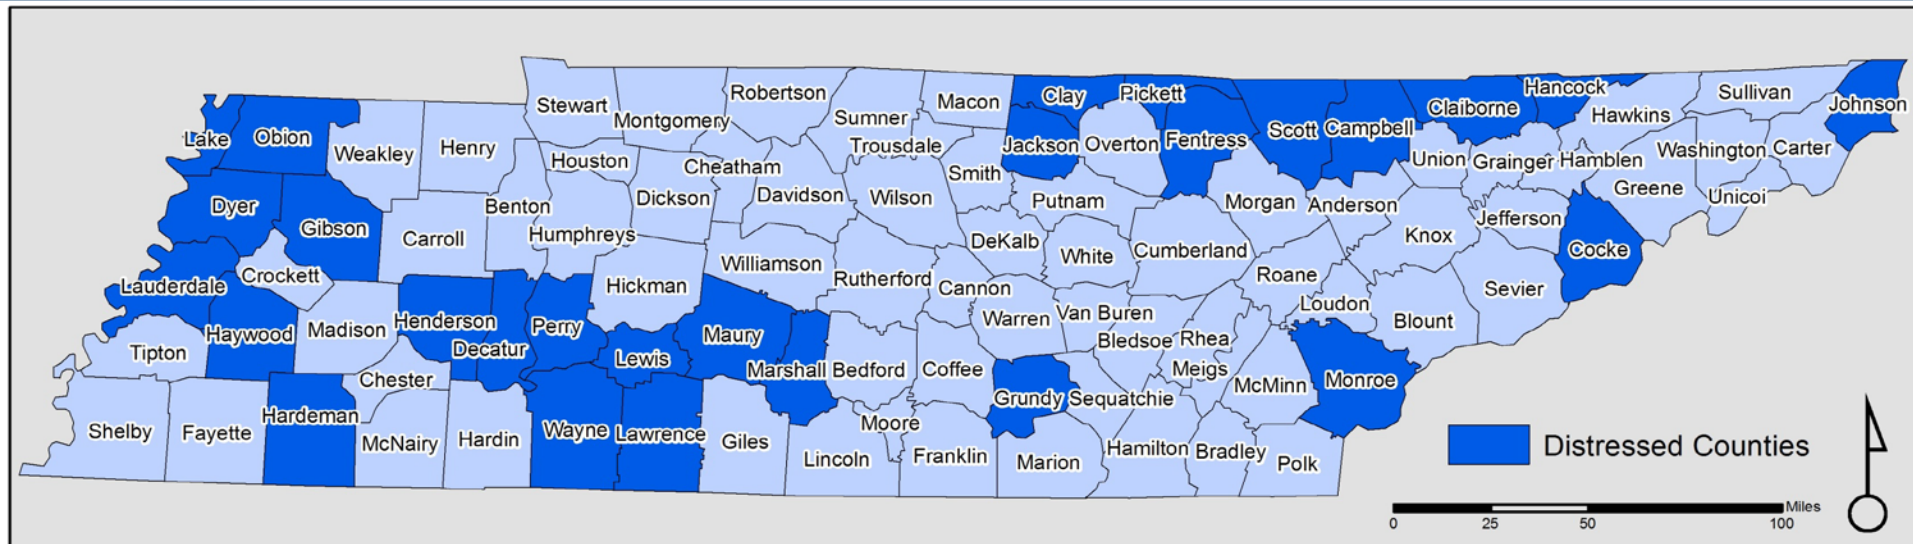 Stewart
Montgomery
Robertson
Sumner
Macon
Clay
Pickett
Hancock
Sullivan
Johnson
Lake
Obion
Weakley
Henry
Houston
Cheatham
Trousdale
Jackson
Overton
Fentress
Scott
Campbell
Claiborne
Hawkins
Union
Grainger
Hamblen
Washington
Carter
Dyer
Gibson
Carroll
Benton
Humphreys
Dickson
Davidson
Wilson
Smith
Putnam
Morgan
Anderson
Knox
Jefferson
Greene
Unicoi
Cocke
Lauderdale
Crockett
Hickman
Williamson
Rutherford
Cannon
DeKalb
White
Cumberland
Roane
Loudon
Blount
Sevier
Tipton
Haywood
Madison
Henderson
Decatur
Perry
Lewis
Maury
Marshall
Bedford
Coffee
Warren
Van Buren
Bledsoe
Rhea
Meigs
McMinn
Monroe
Shelby
Fayette
Hardeman
Chester
McNairy
Hardin
Wayne
Lawrence
Giles
Lincoln
Moore
Franklin
Grundy
Sequatchie
Marion
Hamilton
Bradley
Polk
Distressed Counties
Miles
0 25 50 100